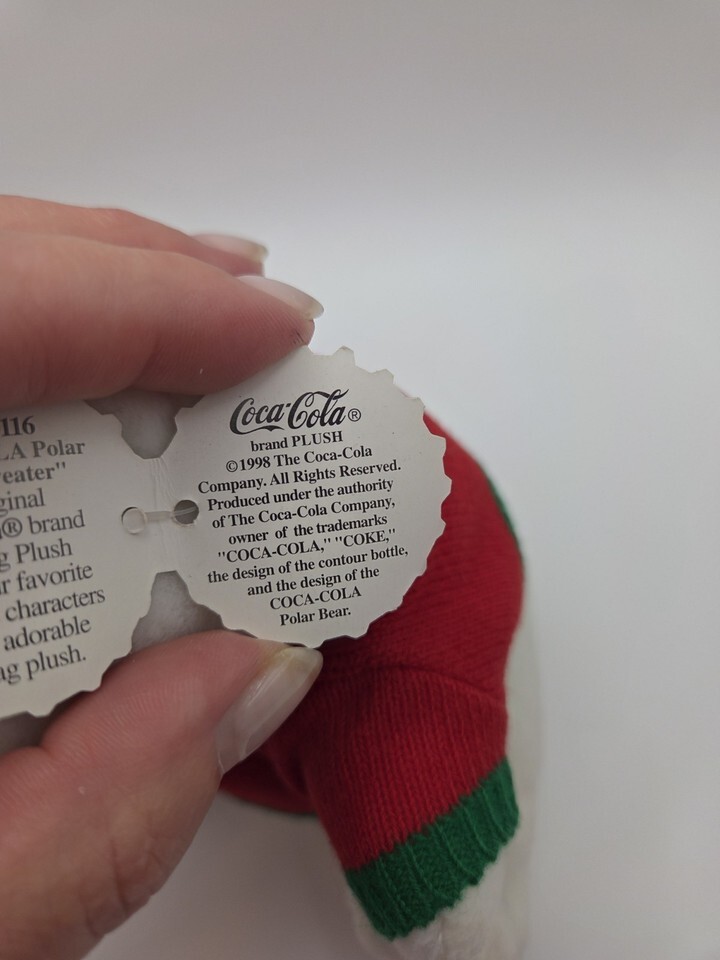 116
LA Polar
eater"
ginal
® brand
g Plush
r favorite
characters
adorable
ag plush.
Coca-Cola®
brand PLUSH
©1998 The Coca-Cola
Company. All Rights Reserved.
Produced under the authority
of The Coca-Cola Company,
owner of the trademarks
"COCA-COLA," "COKE,"
the design of the contour bottle,
and the design of the
COCA-COLA
Polar Bear.